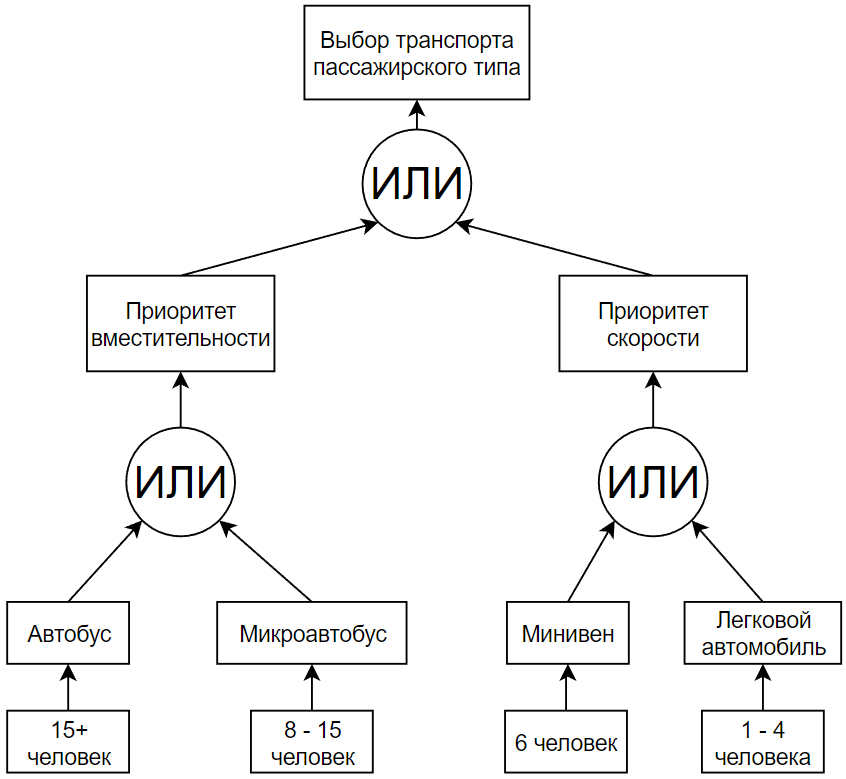 Выбор транспорта
пассажирского типа
ИЛИ
Приоритет
вместительности
Приоритет
скорости
ИЛИ
ИЛИ
Автобус
Микроавтобус
Минивен
Легковой
автомобиль
15+
человек
8 - 15
человек
6 человек
1 - 4
человека